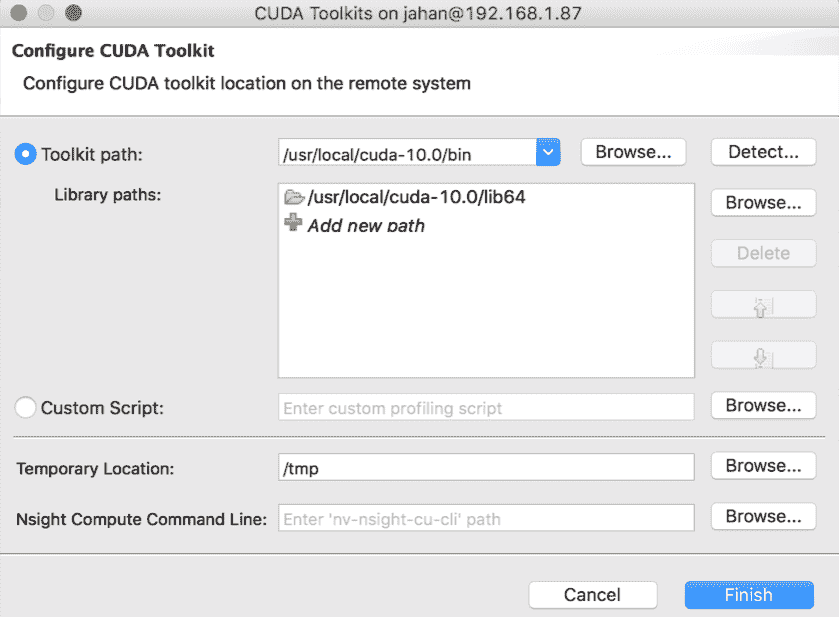 CUDA Toolkits on jahan@192.168.1.87
Configure CUDA Toolkit
Configure CUDA toolkit location on the remote system
Toolkit path: /usr/local/cuda-10.0/bin Browse... Detect...
Library paths: /usr/local/cuda-10.0/lib64 Browse...
Add new path
Delete
Custom Script: Enter custom profiling script Browse...
Temporary Location: /tmp Browse...
Nsight Compute Command Line: Enter 'nv-nsight-cu-cli' path Browse...
Cancel Finish